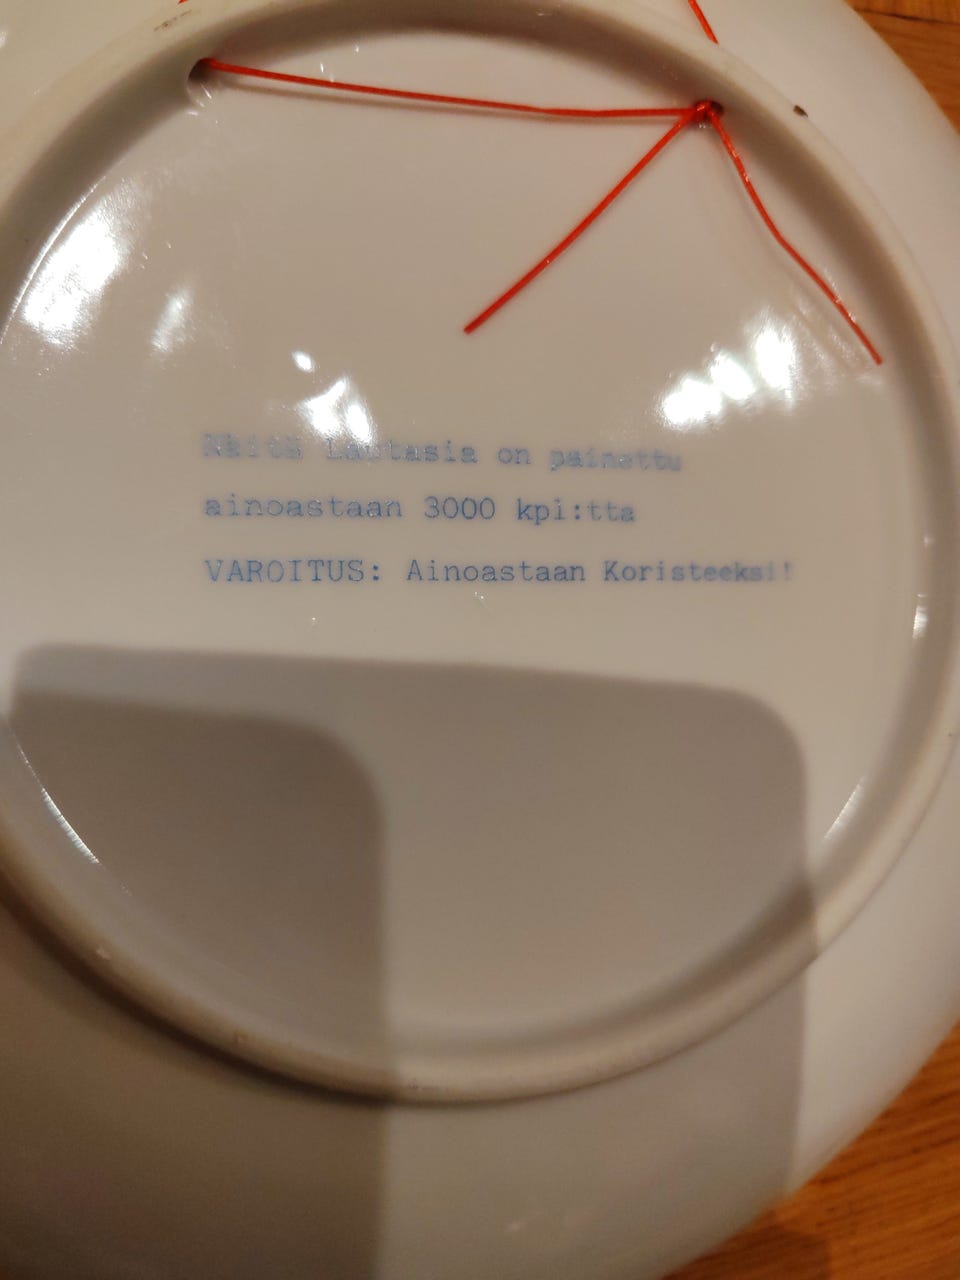 Näitä Lautasia on painettu
ainoastaan 3000 kpl:tta
VAROITUS: Ainoastaan Koristeeksi!